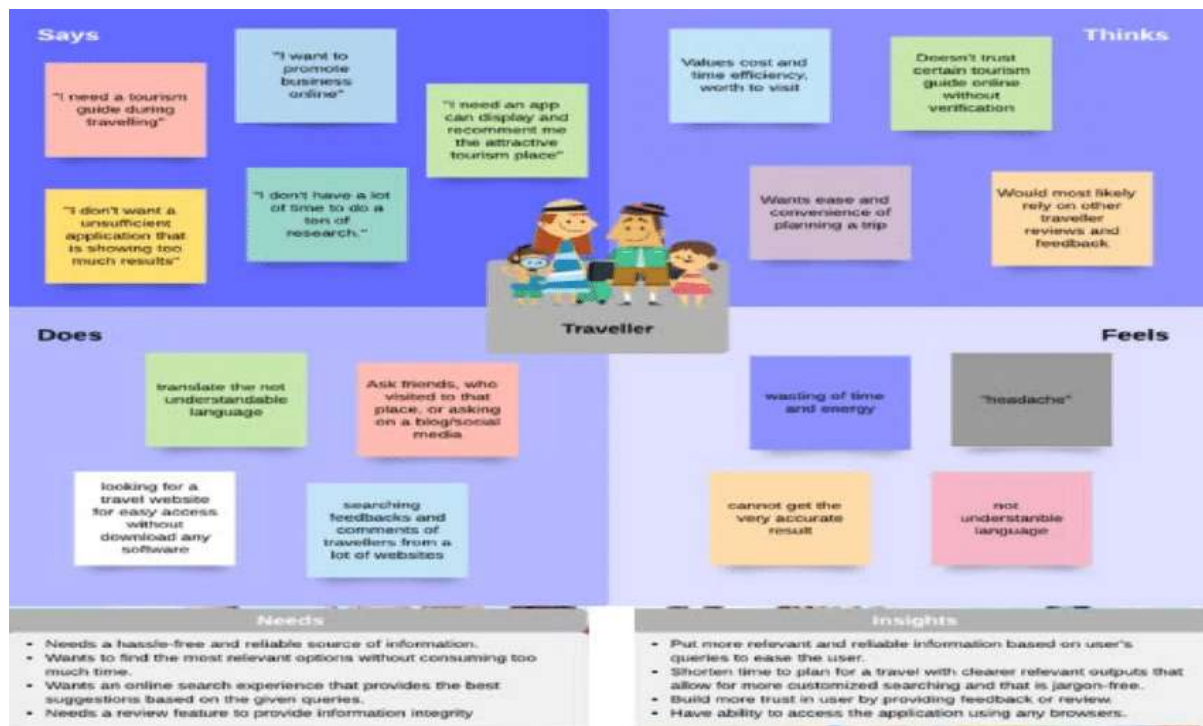 Says
"I need a tourism
guide during
travelling"
"I want to
promote
business
online"
"I need an app
can display and
recomment me
the attractive
tourism place"
"I don't want a
unsufficient
application that
is showing too
much results"
"I don't have a lot
of time to do a
ton of
research."
Thinks
Values cost and
time efficiency,
worth to visit
Doesn't trust
certain tourism
guide online
without
verification
Wants ease and
convenience of
planning a trip
Would most likely
rely on other
traveller
reviews and
feedback
Traveller
Does
translate the not
understandable
language
Ask friends, who
visited to that
place, or asking
on a blog/social
media
looking for a
travel website
for easy access
without
download any
software
searching
feedbacks and
comments of
travellers from a
lot of websites
Feels
wasting of time
and energy
"headache"
cannot get the
very accurate
result
not
understanble
language
Needs
• Needs a hassle-free and reliable source of information.
• Wants to find the most relevant options without consuming too
much time.
• Wants an online search experience that provides the best
suggestions based on the given queries.
• Needs a review feature to provide information integrity
Insights
• Put more relevant and reliable information based on user's
queries to ease the user.
• Shorten time to plan for a travel with clearer relevant outputs that
allow for more customized searching and that is jargon-free.
• Build more trust in user by providing feedback or review.
• Have ability to access the application using any browsers.